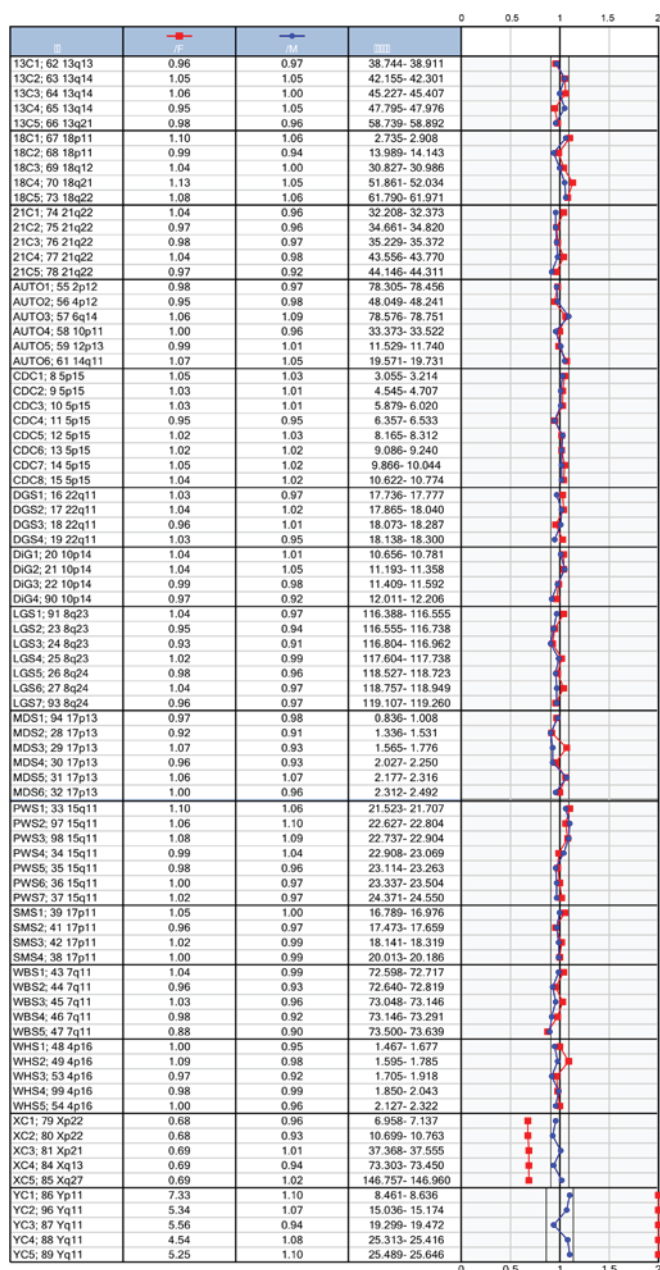 0 0.5 1 1.5 2
/F /M
13C1; 62 13q13 0.96 0.97 38.744- 38.911
13C2; 63 13q14 1.05 1.05 42.155- 42.301
13C3; 64 13q14 1.06 1.00 45.227- 45.407
13C4; 65 13q14 0.95 1.05 47.795- 47.976
13C5; 66 13q21 0.98 0.96 58.739- 58.892
18C1; 67 18p11 1.10 1.06 2.735- 2.908
18C2; 68 18p11 0.99 0.94 13.989- 14.143
18C3; 69 18q12 1.04 1.00 30.827- 30.986
18C4; 70 18q21 1.13 1.05 51.861- 52.034
18C5; 73 18q22 1.08 1.06 61.790- 61.971
21C1; 74 21q22 1.04 0.96 32.208- 32.373
21C2; 75 21q22 0.97 0.96 34.661- 34.820
21C3; 76 21q22 0.98 0.97 35.229- 35.372
21C4; 77 21q22 1.04 0.98 43.556- 43.770
21C5; 78 21q22 0.97 0.92 44.146- 44.311
AUTO1; 55 2p12 0.98 0.97 78.305- 78.456
AUTO2; 56 4p12 0.95 0.98 48.049- 48.241
AUTO3; 57 6q14 1.06 1.09 78.576- 78.751
AUTO4; 58 10p11 1.00 0.96 33.373- 33.522
AUTO5; 59 12p13 0.99 1.01 11.529- 11.740
AUTO6; 61 14q11 1.07 1.05 19.571- 19.731
CDC1; 8 5p15 1.05 1.03 3.055- 3.214
CDC2; 9 5p15 1.03 1.01 4.545- 4.707
CDC3; 10 5p15 1.03 1.01 5.879- 6.020
CDC4; 11 5p15 0.95 0.95 6.357- 6.533
CDC5; 12 5p15 1.02 1.03 8.165- 8.312
CDC6; 13 5p15 1.02 1.02 9.086- 9.240
CDC7; 14 5p15 1.05 1.02 9.866- 10.044
CDC8; 15 5p15 1.04 1.02 10.622- 10.774
DGS1; 16 22q11 1.03 0.97 17.736- 17.777
DGS2; 17 22q11 1.04 1.02 17.865- 18.040
DGS3; 18 22q11 0.96 1.01 18.073- 18.287
DGS4; 19 22q11 1.03 0.95 18.138- 18.300
DiG1; 20 10p14 1.04 1.01 10.656- 10.781
DiG2; 21 10p14 1.04 1.05 11.193- 11.358
DiG3; 22 10p14 0.99 0.98 11.409- 11.592
DiG4; 90 10p14 0.97 0.92 12.011- 12.206
LGS1; 91 8q23 1.04 0.97 116.388- 116.555
LGS2; 23 8q23 0.95 0.94 116.555- 116.738
LGS3; 24 8q23 0.93 0.91 116.804- 116.962
LGS4; 25 8q23 1.02 0.99 117.604- 117.738
LGS5; 26 8q24 0.98 0.96 118.527- 118.723
LGS6; 27 8q24 1.04 0.97 118.757- 118.949
LGS7; 93 8q24 0.96 0.97 119.107- 119.260
MDS1; 94 17p13 0.97 0.98 0.836- 1.008
MDS2; 28 17p13 0.92 0.91 1.336- 1.531
MDS3; 29 17p13 1.07 0.93 1.565- 1.776
MDS4; 30 17p13 0.96 0.93 2.027- 2.250
MDS5; 31 17p13 1.06 1.07 2.177- 2.316
MDS6; 32 17p13 1.00 0.96 2.312- 2.492
PWS1; 33 15q11 1.10 1.06 21.523- 21.707
PWS2; 97 15q11 1.06 1.10 22.627- 22.804
PWS3; 98 15q11 1.08 1.09 22.737- 22.904
PWS4; 34 15q11 0.99 1.04 22.908- 23.069
PWS5; 35 15q11 0.98 0.96 23.114- 23.263
PWS6; 36 15q11 1.00 0.97 23.337- 23.504
PWS7; 37 15q11 1.02 0.97 24.371- 24.550
SMS1; 39 17p11 1.05 1.00 16.789- 16.976
SMS2; 41 17p11 0.96 0.97 17.473- 17.659
SMS3; 42 17p11 1.02 0.99 18.141- 18.319
SMS4; 38 17p11 1.00 0.99 20.013- 20.186
WBS1; 43 7q11 1.04 0.99 72.598- 72.717
WBS2; 44 7q11 0.96 0.93 72.640- 72.819
WBS3; 45 7q11 1.03 0.96 73.048- 73.146
WBS4; 46 7q11 0.98 0.92 73.146- 73.291
WBS5; 47 7q11 0.88 0.90 73.500- 73.639
WHS1; 48 4p16 1.00 0.95 1.467- 1.677
WHS2; 49 4p16 1.09 0.98 1.595- 1.785
WHS3; 53 4p16 0.97 0.92 1.705- 1.918
WHS4; 99 4p16 0.98 0.99 1.850- 2.043
WHS5; 54 4p16 1.00 0.96 2.127- 2.322
XC1; 79 Xp22 0.68 0.96 6.958- 7.137
XC2; 80 Xp22 0.68 0.93 10.699- 10.763
XC3; 81 Xp21 0.69 1.01 37.368- 37.555
XC4; 84 Xq13 0.69 0.94 73.303- 73.450
XC5; 85 Xq27 0.69 1.02 146.757- 146.960
YC1; 86 Yp11 7.33 1.10 8.461- 8.636
YC2; 96 Yq11 5.34 1.07 15.036- 15.174
YC3; 87 Yq11 5.56 0.94 19.299- 19.472
YC4; 88 Yq11 4.54 1.08 25.313- 25.416
YC5; 89 Yq11 5.25 1.10 25.489- 25.646
0 0.5 1 1.5 2